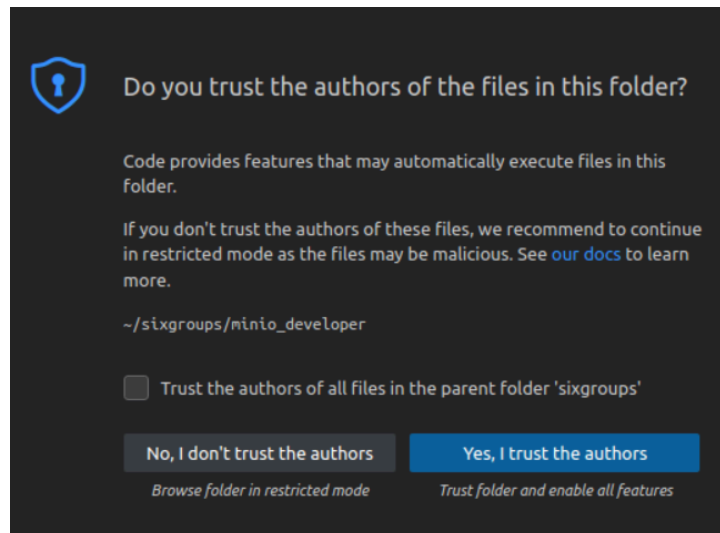 Do you trust the authors of the files in this folder?
Code provides features that may automatically execute files in this
folder.
If you don't trust the authors of these files, we recommend to continue
in restricted mode as the files may be malicious. See our docs to learn
more.
~/sixgroups/minio_developer
Trust the authors of all files in the parent folder 'sixgroups'
No, I don't trust the authors
Yes, I trust the authors
Browse folder in restricted mode
Trust folder and enable all features